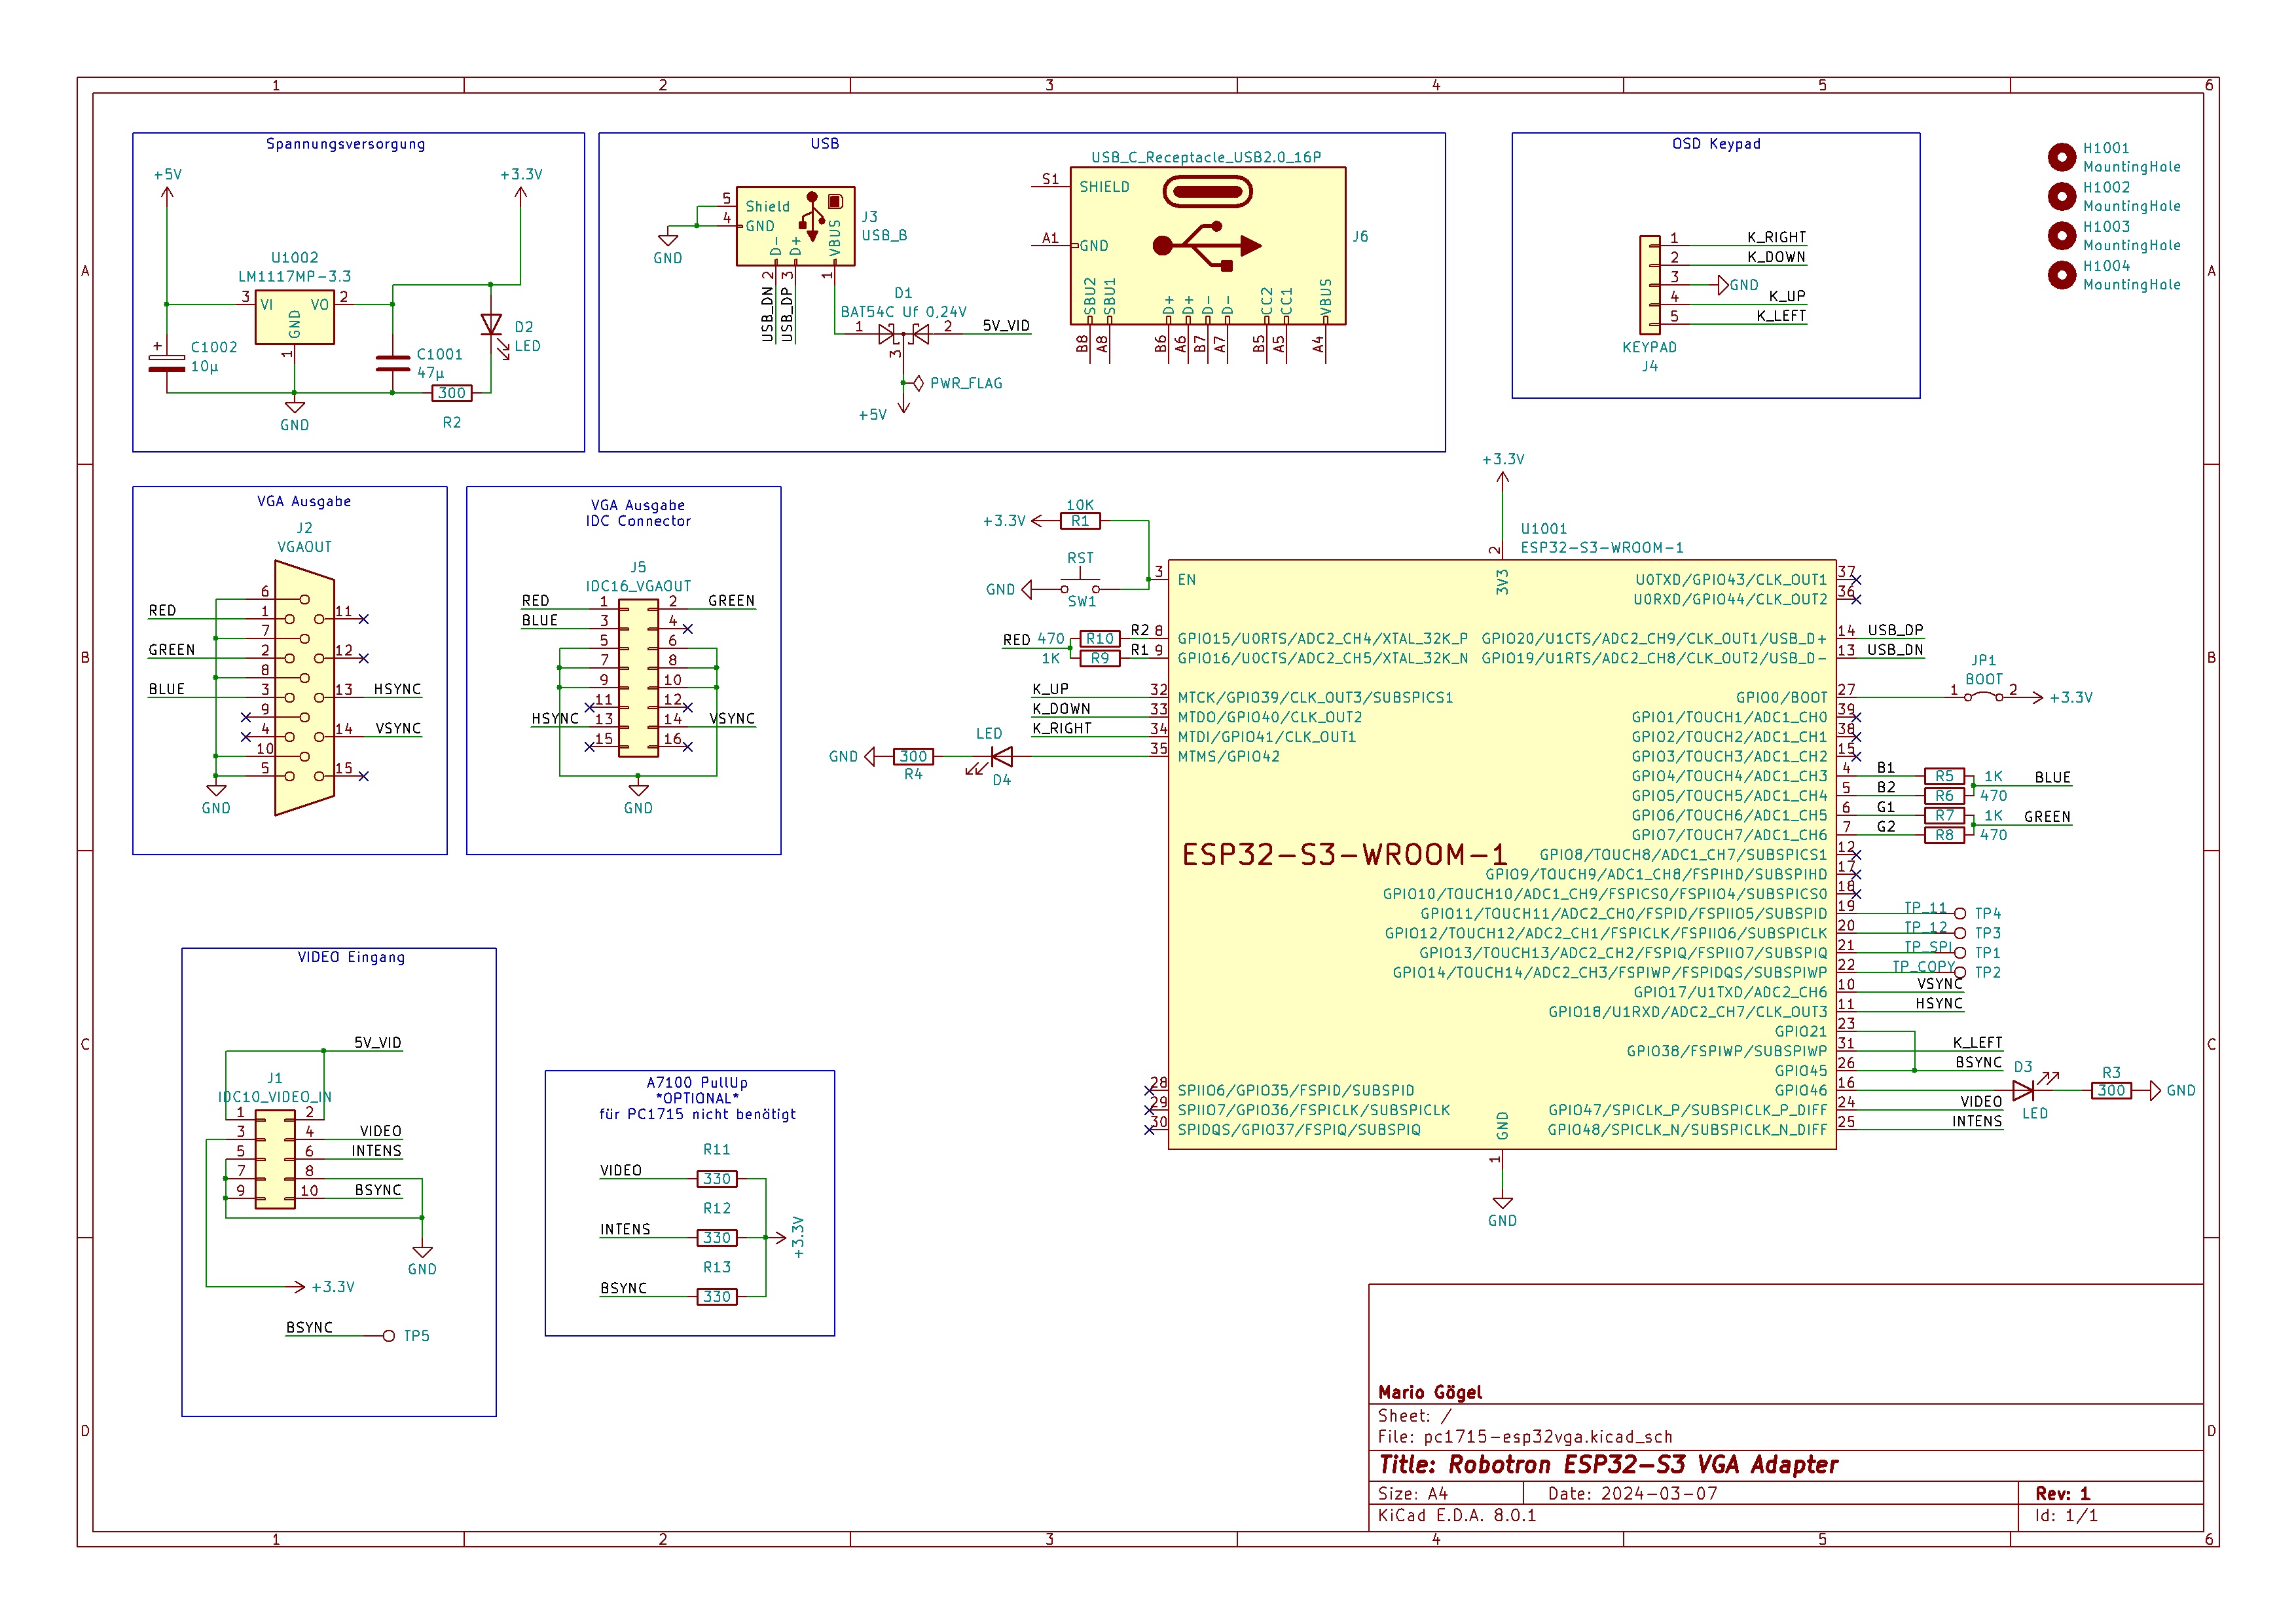 1 2 3 4 5 6
A
B
C
D
Spannungsversorgung
+5V
+3.3V
U1002
LM1117MP-3.3
3 VI VO 2
GND
1
C1002
10µ
C1001
47µ
D2
LED
300
R2
GND
USB
5 Shield
4 GND
D- D+ VBUS
2 3 1
J3
USB_B
GND
USB_DN
USB_DP
D1
BAT54C Uf 0,24V
1 2
3
5V_VID
PWR_FLAG
+5V
USB_C_Receptacle_USB2.0_16P
S1 SHIELD
A1 GND
J6
SBU2 SBU1 D+ D+ D- D- CC2 CC1 VBUS
B8 A8 B6 A6 B7 A7 B5 A5 A4
OSD Keypad
1 K_RIGHT
2 K_DOWN
3 GND
4 K_UP
5 K_LEFT
KEYPAD
J4
H1001
MountingHole
H1002
MountingHole
H1003
MountingHole
H1004
MountingHole
VGA Ausgabe
J2
VGAOUT
6
RED 1 11
7
GREEN 2 12
8
BLUE 3 13 HSYNC
9
4 14 VSYNC
10
5 15
GND
VGA Ausgabe
IDC Connector
J5
IDC16_VGAOUT
RED 1 2 GREEN
BLUE 3 4
5 6
7 8
9 10
11 12
HSYNC 13 14 VSYNC
15 16
GND
+3.3V
10K
+3.3V R1
RST
GND SW1
RED 470 R10 R2 8
1K R9 R1 9
K_UP 32
K_DOWN 33
K_RIGHT 34
LED
GND 300 35
R4 D4
U1001
ESP32-S3-WROOM-1
2
3V3
3 EN
GPIO15/U0RTS/ADC2_CH4/XTAL_32K_P
GPIO16/U0CTS/ADC2_CH5/XTAL_32K_N
MTCK/GPIO39/CLK_OUT3/SUBSPICS1
MTDO/GPIO40/CLK_OUT2
MTDI/GPIO41/CLK_OUT1
MTMS/GPIO42
ESP32-S3-WROOM-1
28 SPIIO6/GPIO35/FSPID/SUBSPID
29 SPIIO7/GPIO36/FSPICLK/SUBSPICLK
30 SPIDQS/GPIO37/FSPIQ/SUBSPIQ
U0TXD/GPIO43/CLK_OUT1 37
U0RXD/GPIO44/CLK_OUT2 36
GPIO20/U1CTS/ADC2_CH9/CLK_OUT1/USB_D+ 14 USB_DP
GPIO19/U1RTS/ADC2_CH8/CLK_OUT2/USB_D- 13 USB_DN
JP1
BOOT
GPIO0/BOOT 27 1 2 +3.3V
GPIO1/TOUCH1/ADC1_CH0 39
GPIO2/TOUCH2/ADC1_CH1 38
GPIO3/TOUCH3/ADC1_CH2 15
GPIO4/TOUCH4/ADC1_CH3 4 B1 R5 1K BLUE
GPIO5/TOUCH5/ADC1_CH4 5 B2 R6 470
GPIO6/TOUCH6/ADC1_CH5 6 G1 R7 1K GREEN
GPIO7/TOUCH7/ADC1_CH6 7 G2 R8 470
GPIO8/TOUCH8/ADC1_CH7/SUBSPICS1 12
GPIO9/TOUCH9/ADC1_CH8/FSPIHD/SUBSPIHD 17
GPIO10/TOUCH10/ADC1_CH9/FSPICS0/FSPIIO4/SUBSPICS0 18
GPIO11/TOUCH11/ADC2_CH0/FSPID/FSPIIO5/SUBSPID 19 TP_11 TP4
GPIO12/TOUCH12/ADC2_CH1/FSPICLK/FSPIIO6/SUBSPICLK 20 TP_12 TP3
GPIO13/TOUCH13/ADC2_CH2/FSPIQ/FSPIIO7/SUBSPIQ 21 TP_SPI TP1
GPIO14/TOUCH14/ADC2_CH3/FSPIWP/FSPIDQS/SUBSPIWP 22 TP_COPY TP2
GPIO17/U1TXD/ADC2_CH6 10 VSYNC
GPIO18/U1RXD/ADC2_CH7/CLK_OUT3 11 HSYNC
GPIO21 23
GPIO38/FSPIWP/SUBSPIWP 31 K_LEFT
GPIO45 26 BSYNC
GPIO46 16 D3 LED R3 300 GND
GPIO47/SPICLK_P/SUBSPICLK_P_DIFF 24 VIDEO
GPIO48/SPICLK_N/SUBSPICLK_N_DIFF 25 INTENS
GND
1
GND
VIDEO Eingang
5V_VID
J1
IDC10_VIDEO_IN
1 2
3 4 VIDEO
5 6 INTENS
7 8
9 10 BSYNC
GND
+3.3V
BSYNC TP5
A7100 PullUp
*OPTIONAL*
für PC1715 nicht benötigt
R11
VIDEO 330
R12
INTENS 330 +3.3V
R13
BSYNC 330
Mario Gögel
Sheet: /
File: pc1715-esp32vga.kicad_sch
Title: Robotron ESP32-S3 VGA Adapter
Size: A4 Date: 2024-03-07 Rev: 1
KiCad E.D.A. 8.0.1 Id: 1/1
A
B
C
D
1 2 3 4 5 6